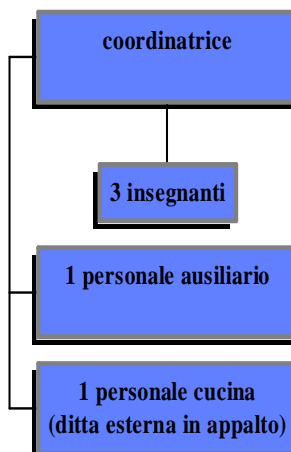 coordinatrice
3 insegnanti
1 personale ausiliario
1 personale cucina
(ditta esterna in appalto)